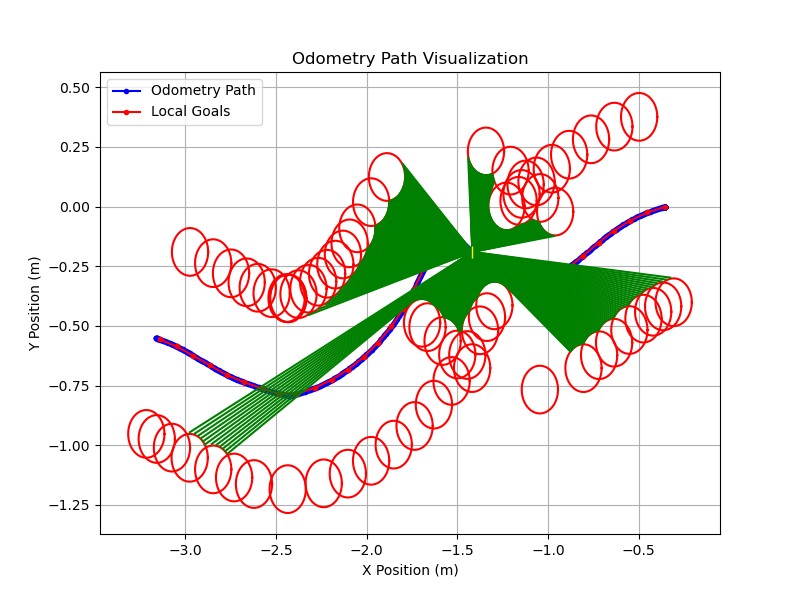 Odometry Path Visualization
Odometry Path
Local Goals
0.50
0.25
0.00
−0.25
−0.50
−0.75
−1.00
−1.25
Y Position (m)
−3.0 −2.5 −2.0 −1.5 −1.0 −0.5
X Position (m)